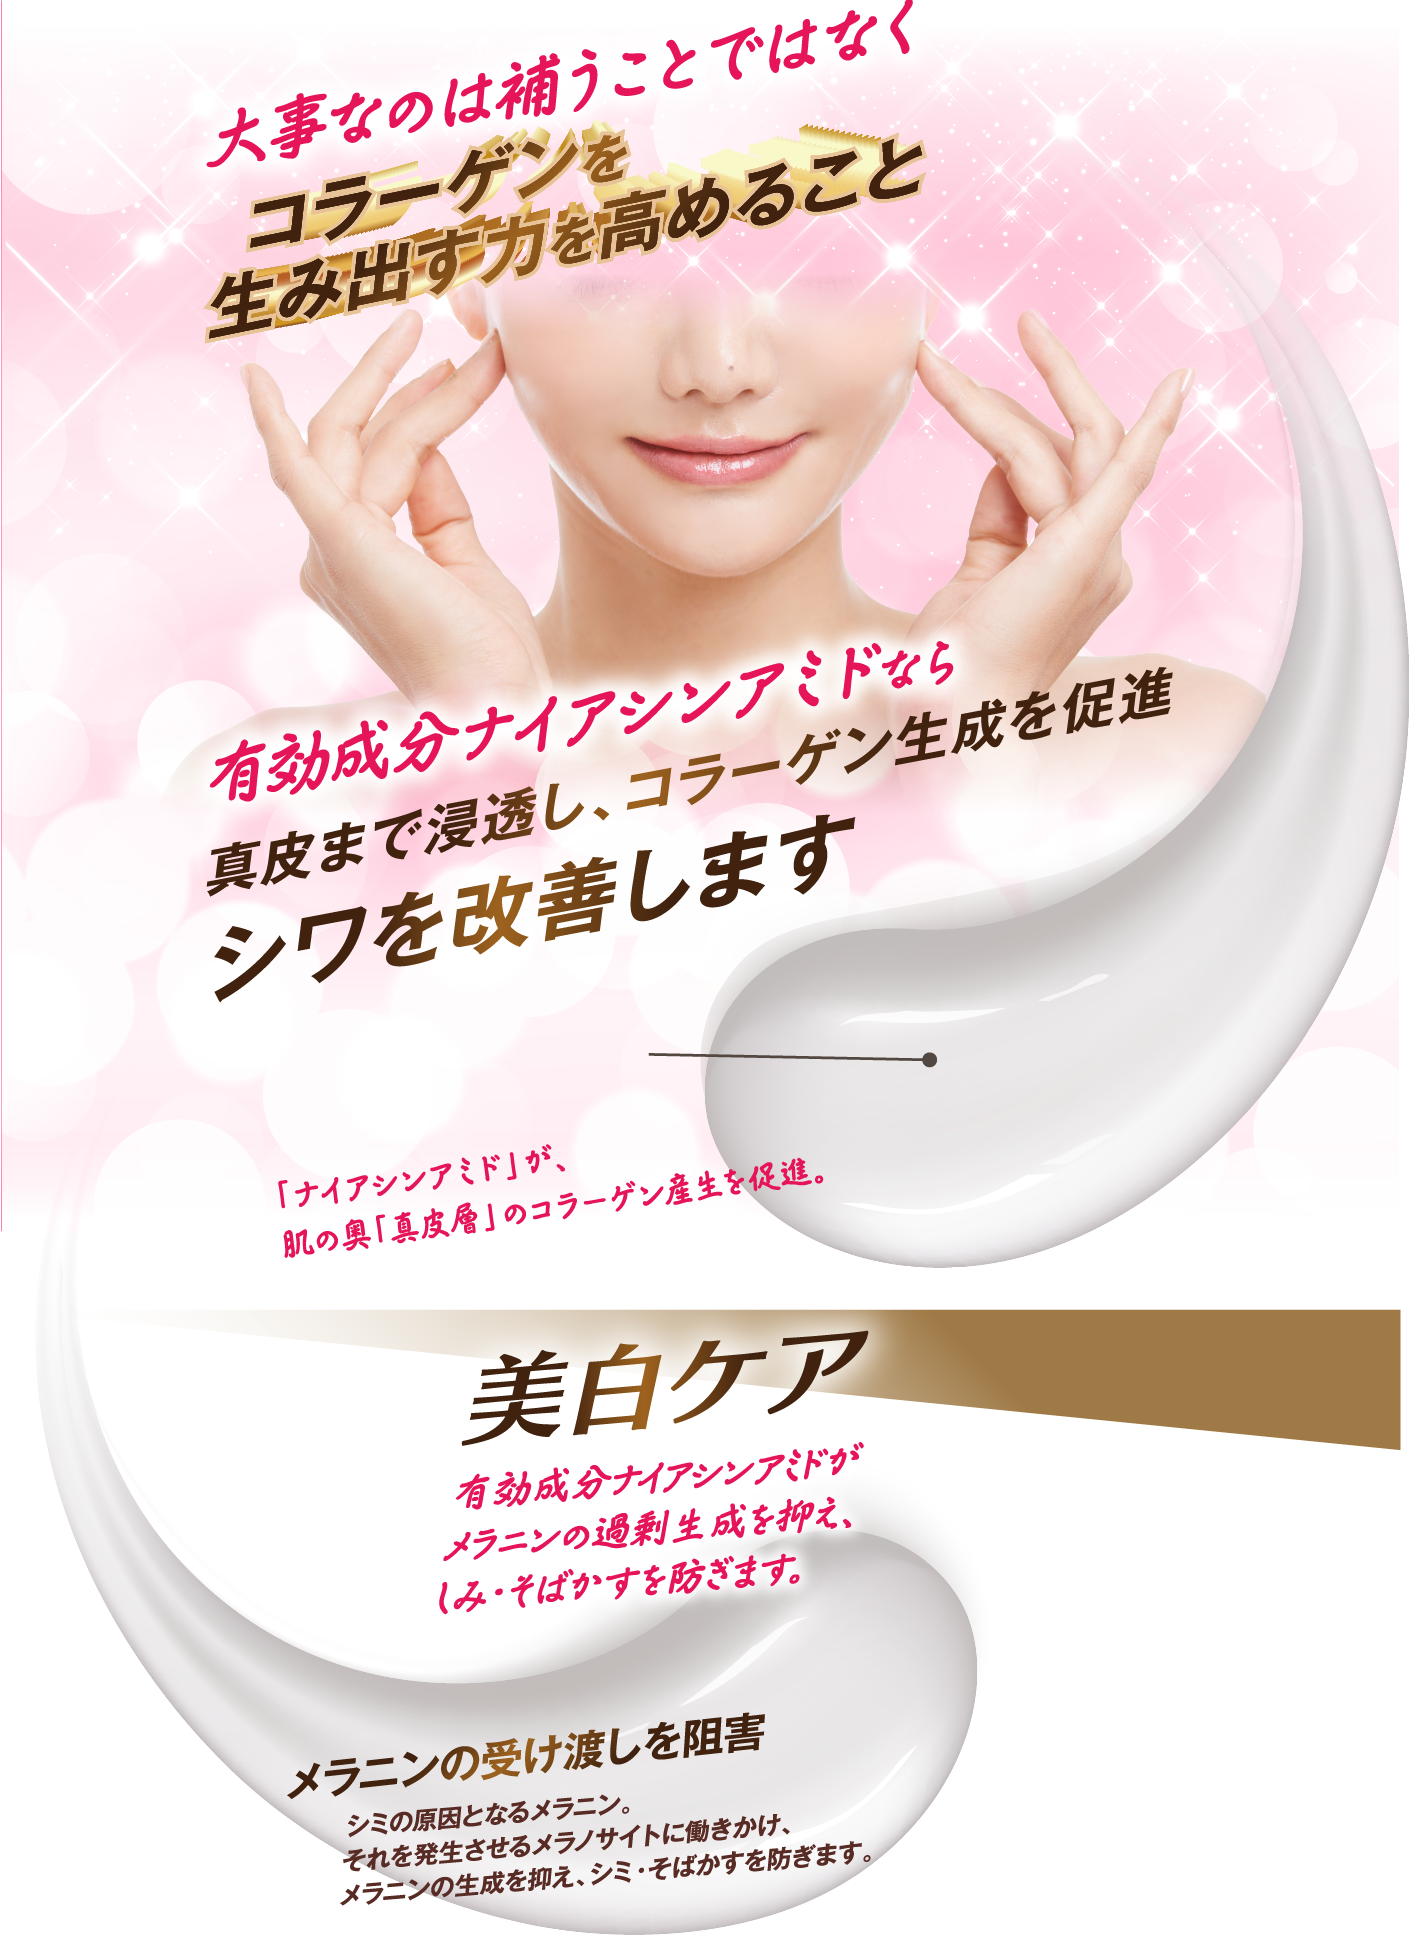 大事なのは補うことではなく
コラーゲンを
生み出す力を高めること
有効成分ナイアシンアミドなら
真皮まで浸透し、コラーゲン生成を促進
シワを改善します
「ナイアシンアミド」が、
肌の奥「真皮層」のコラーゲン産生を促進。
美白ケア
有効成分ナイアシンアミドが
メラニンの過剰生成を抑え、
しみ・そばかすを防ぎます。
メラニンの受け渡しを阻害
シミの原因となるメラニン。
それを発生させるメラノサイトに働きかけ、
メラニンの生成を抑え、シミ・そばかすを防ぎます。